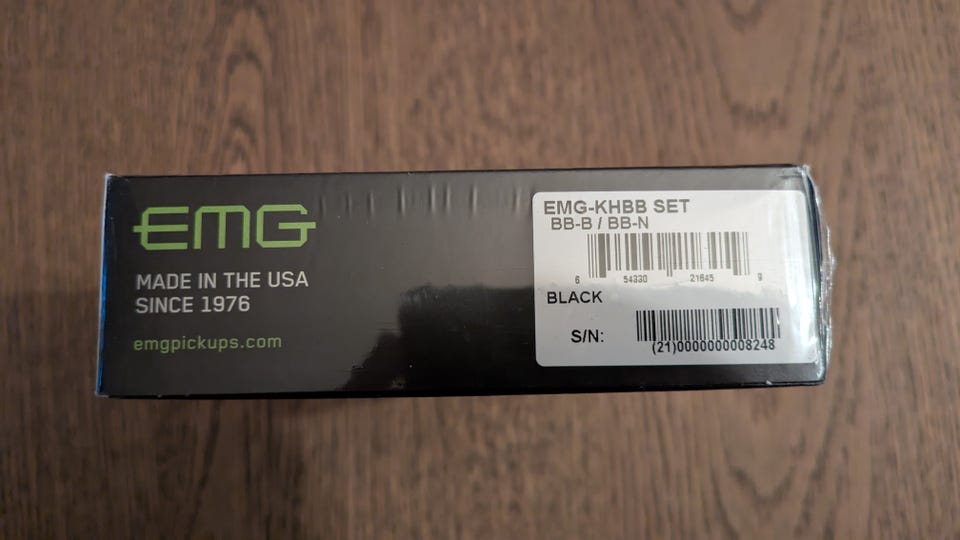 EMG
MADE IN THE USA
SINCE 1976
emgpickups.com
EMG-KHBB SET
BB-B / BB-N
6 54330 21645 9
BLACK
S/N:
(21)0000000008248